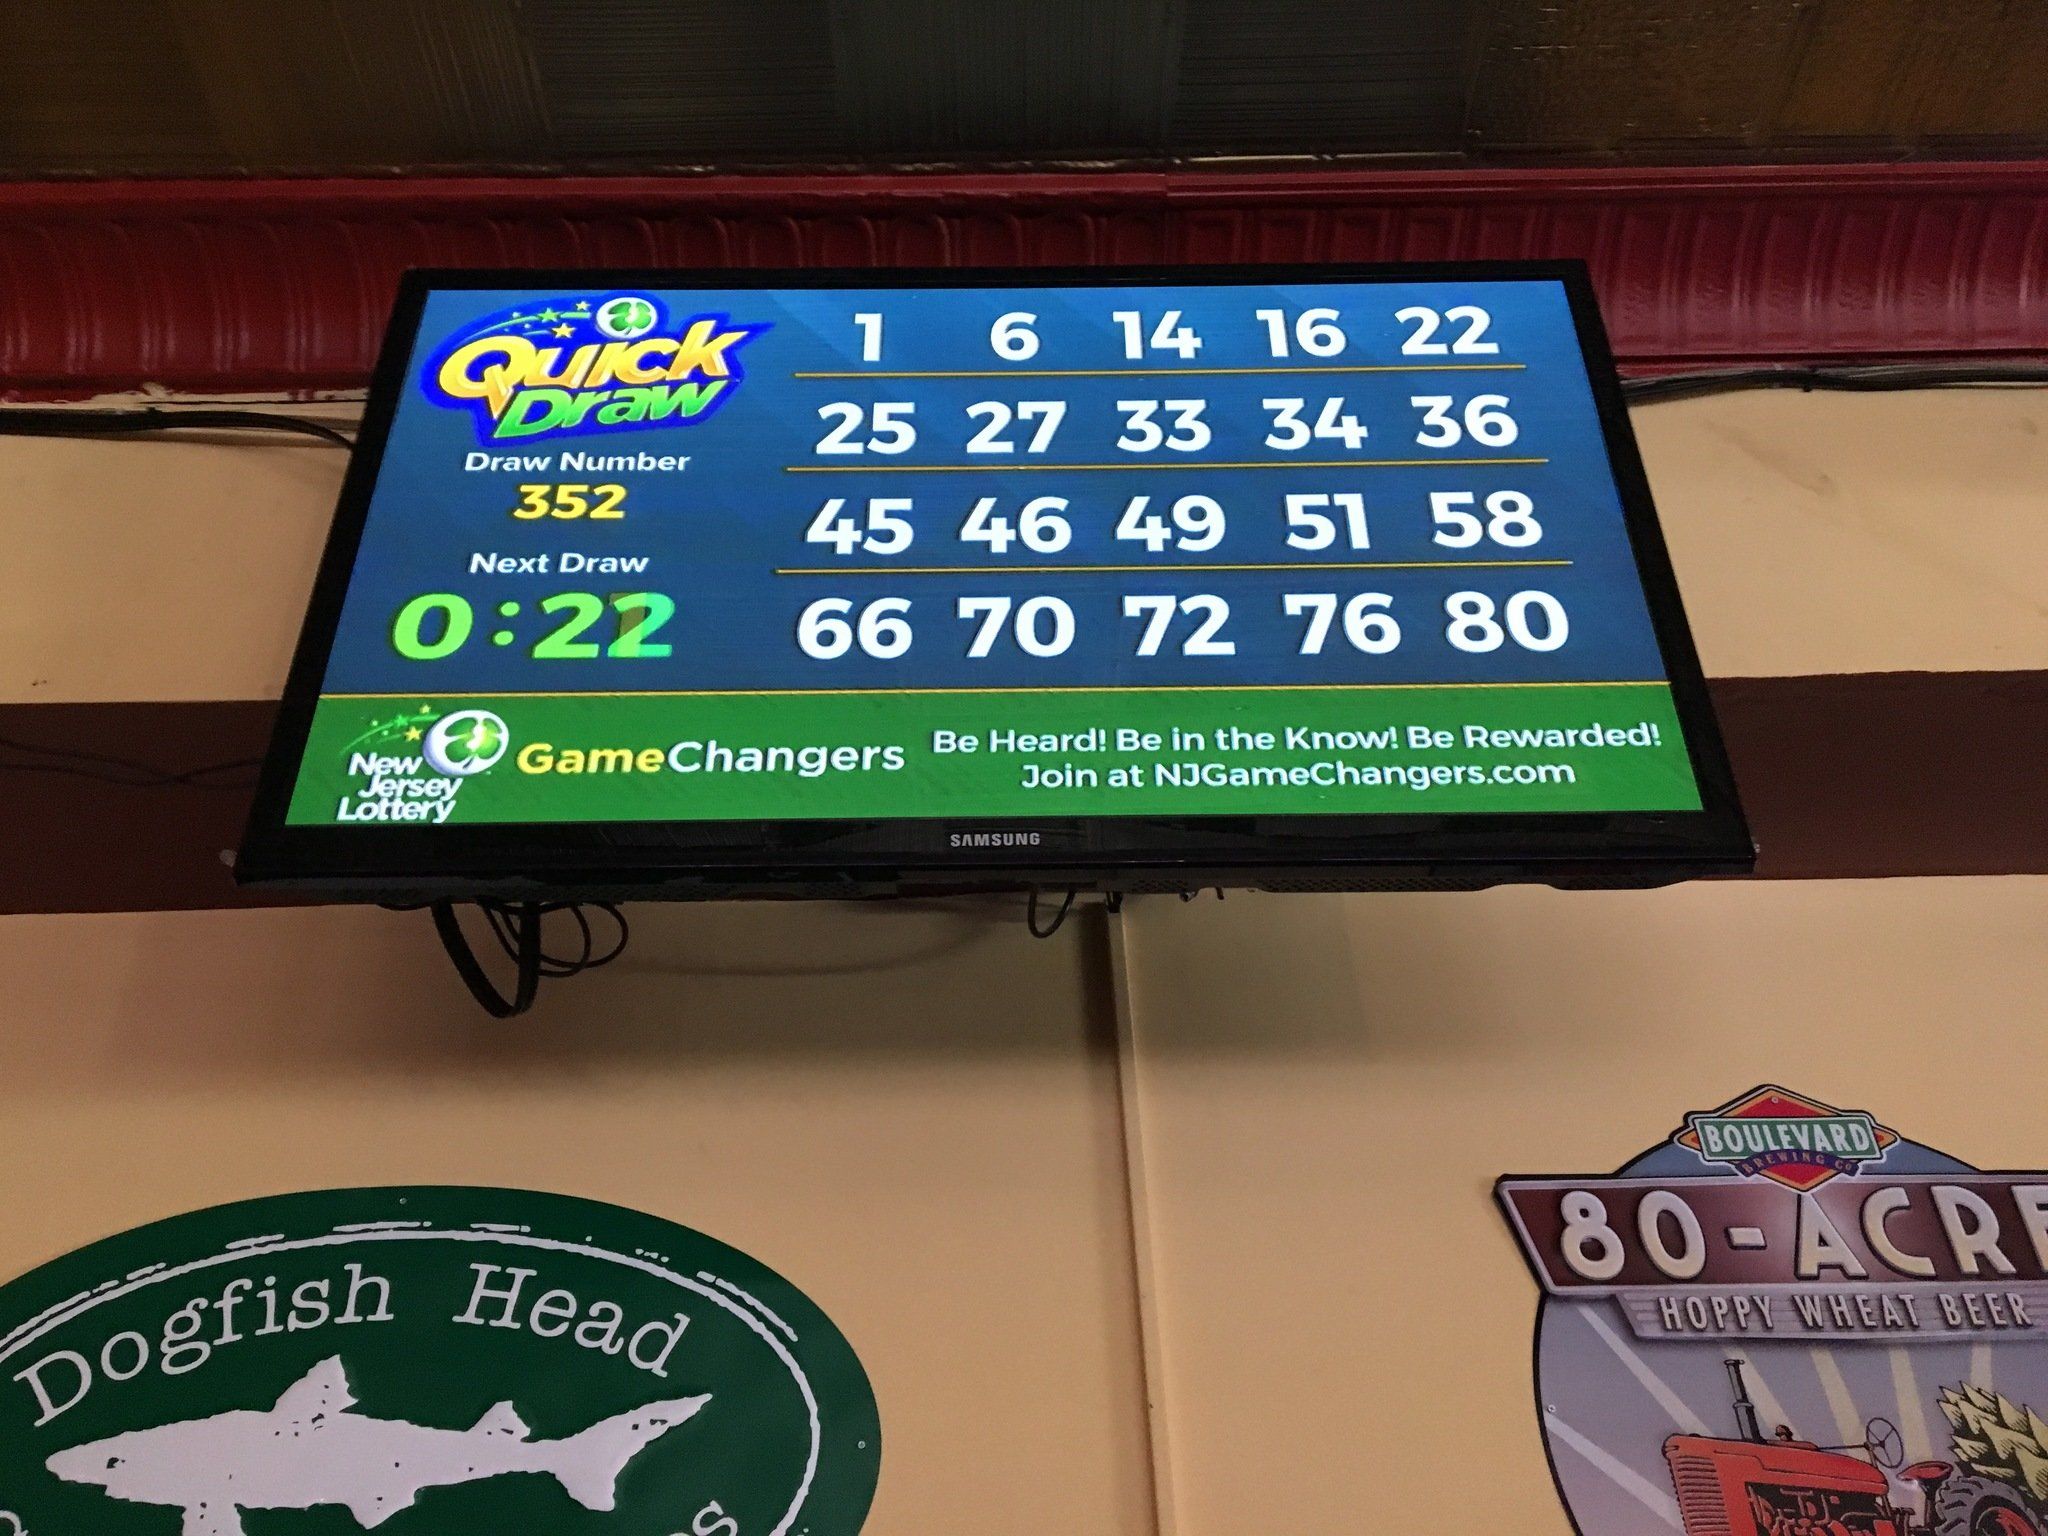 Quick
Draw
Draw Number
352
Next Draw
1 6 14 16 22
25 27 33 34 36
45 46 49 51 58
66 70 72 76 80
New
Jersey
Lottery
GameChangers
Be Heard! Be in the Know! Be Rewarded!
Join at NJGameChangers.com
SAMSUNG
Dogfish Head
BOULEVARD
BREWING CO
80-ACRE
HOPPY WHEAT BEER